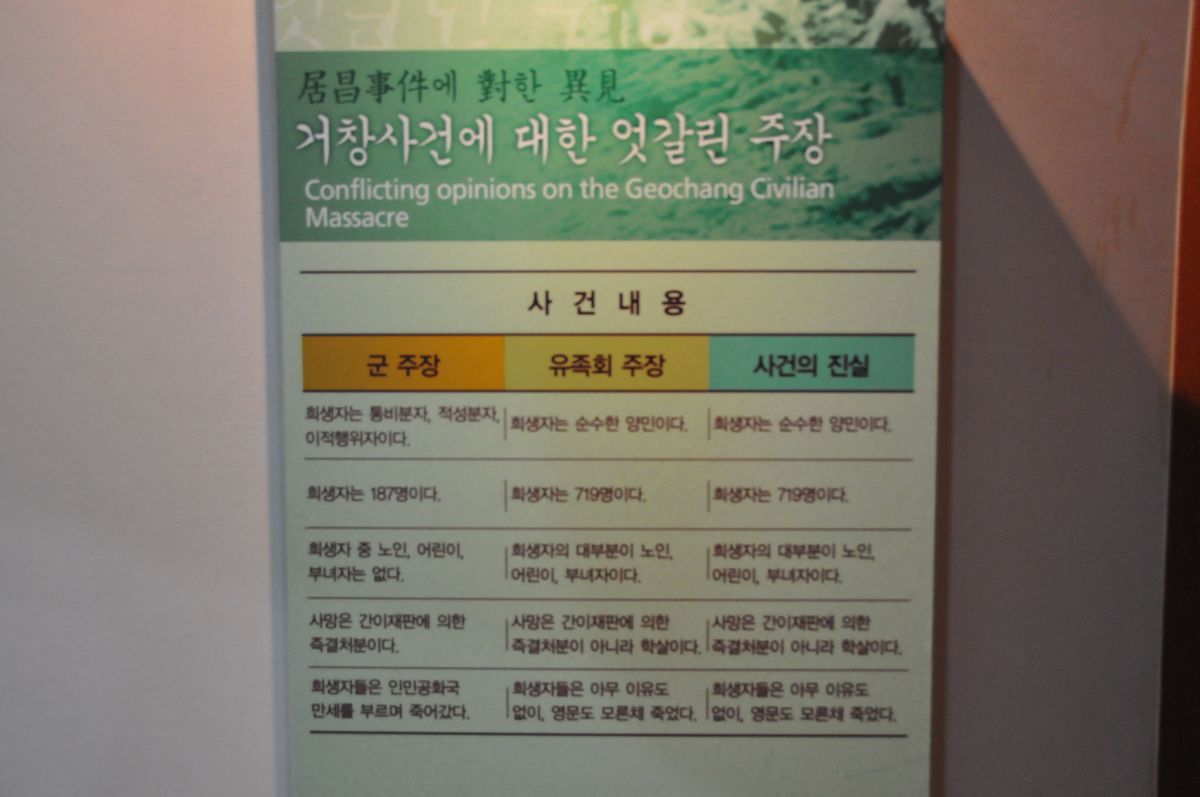 居昌事件에 對한 異見
거창사건에 대한 엇갈린 주장
Conflicting opinions on the Geochang Civilian
Massacre
사 건 내 용
군 주장 유족회 주장 사건의 진실
희생자는 통비분자, 적성분자,
이적행위자이다.
희생자는 순수한 양민이다.
희생자는 순수한 양민이다.
희생자는 187명이다.
희생자는 719명이다.
희생자는 719명이다.
희생자 중 노인, 어린이,
부녀자는 없다.
희생자의 대부분이 노인,
어린이, 부녀자이다.
희생자의 대부분이 노인,
어린이, 부녀자이다.
사망은 간이재판에 의한
즉결처분이다.
사망은 간이재판에 의한
즉결처분이 아니라 학살이다.
사망은 간이재판에 의한
즉결처분이 아니라 학살이다.
희생자들은 인민공화국
만세를 부르며 죽어갔다.
희생자들은 아무 이유도
없이, 영문도 모른채 죽었다.
희생자들은 아무 이유도
없이, 영문도 모른채 죽었다.